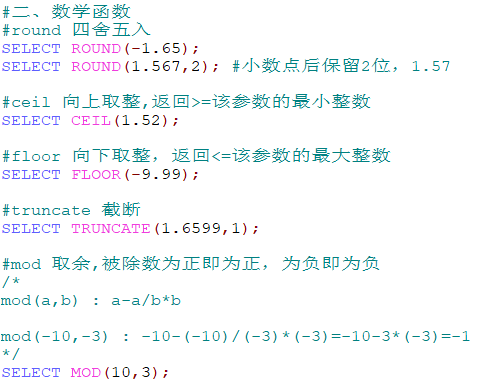 #二、数学函数
#round 四舍五入
SELECT ROUND(-1.65);
SELECT ROUND(1.567,2); #小数点后保留2位，1.57
#ceil 向上取整,返回>=该参数的最小整数
SELECT CEIL(1.52);
#floor 向下取整，返回<=该参数的最大整数
SELECT FLOOR(-9.99);
#truncate 截断
SELECT TRUNCATE(1.6599,1);
#mod 取余,被除数为正即为正，为负即为负
/*
mod(a,b) : a-a/b*b
mod(-10,-3) : -10-(-10)/(-3)*(-3)=-10-3*(-3)=-1
*/
SELECT MOD(10,3);